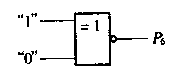 “1”
= 1
P₆
“0”